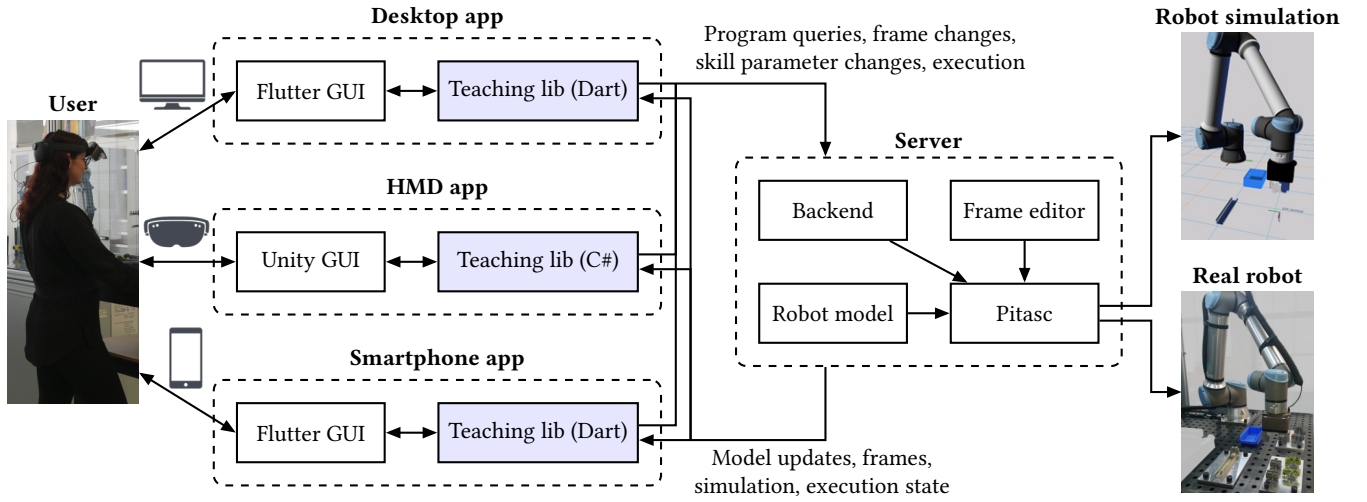 Desktop app
Flutter GUI
Teaching lib (Dart)
User
HMD app
Unity GUI
Teaching lib (C#)
Smartphone app
Flutter GUI
Teaching lib (Dart)
Program queries, frame changes,
skill parameter changes, execution
Server
Backend
Frame editor
Robot model
Pitasc
Model updates, frames,
simulation, execution state
Robot simulation
Real robot